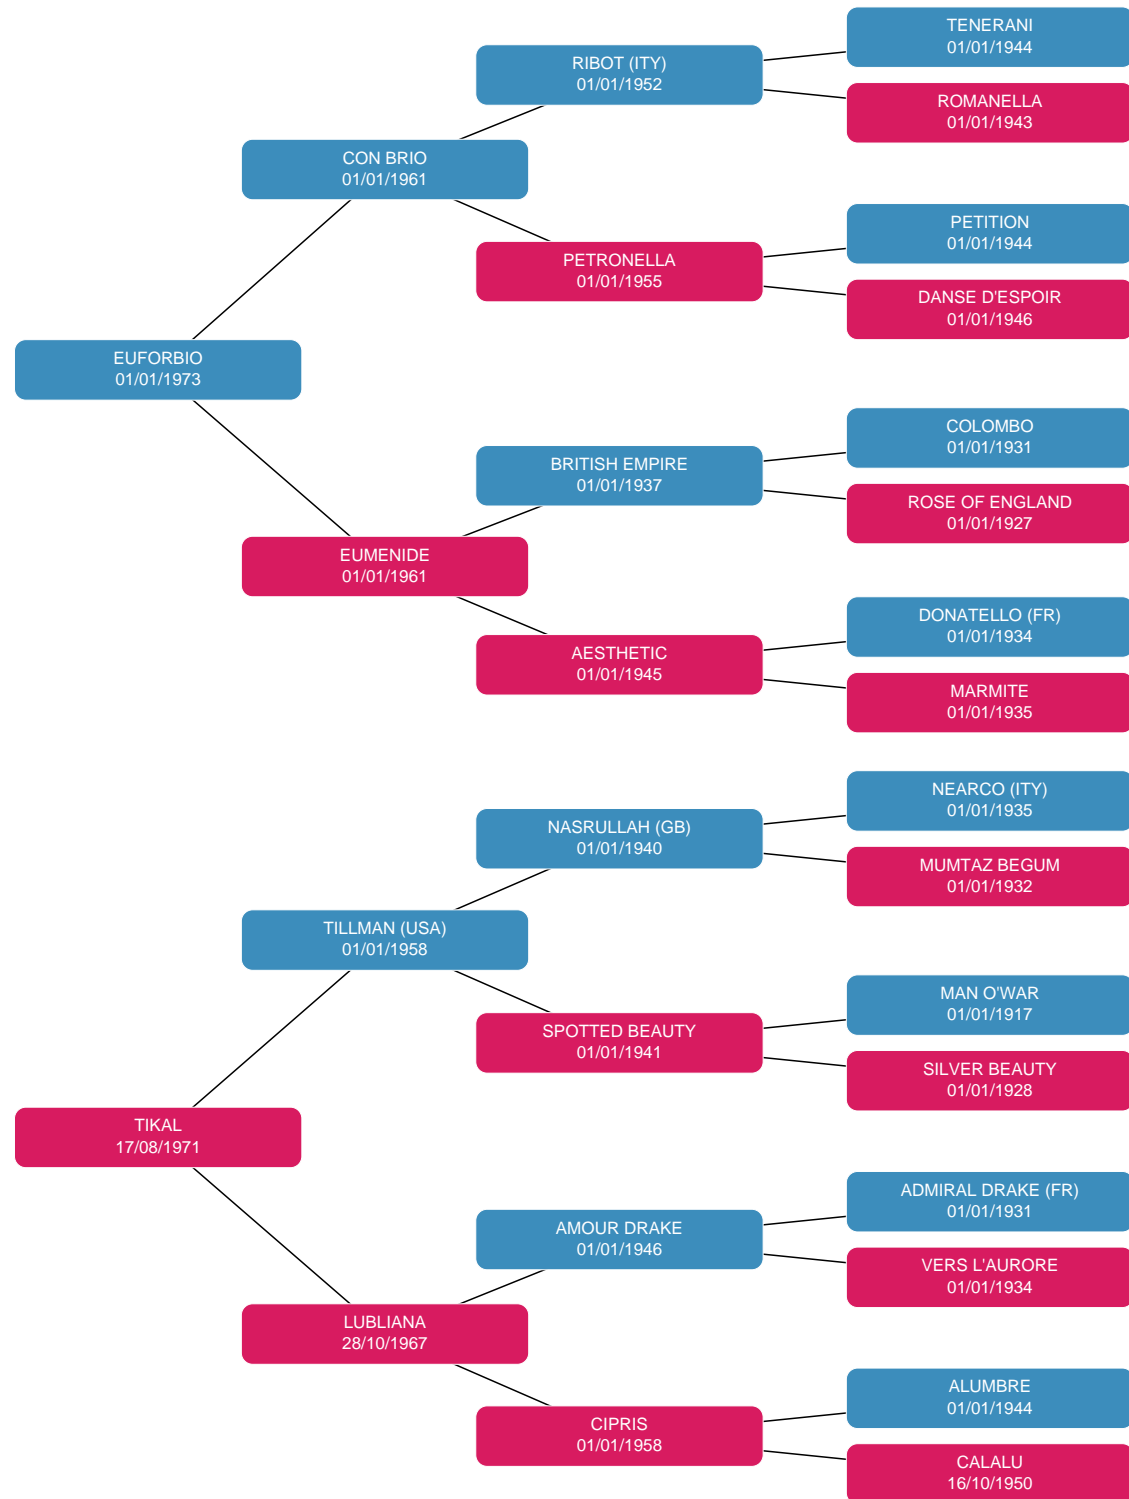 TENERANI
01/01/1944
RIBOT (ITY)
01/01/1952
ROMANELLA
01/01/1943
CON BRIO
01/01/1961
PETITION
01/01/1944
PETRONELLA
01/01/1955
DANSE D'ESPOIR
01/01/1946
EUFORBIO
01/01/1973
COLOMBO
01/01/1931
BRITISH EMPIRE
01/01/1937
ROSE OF ENGLAND
01/01/1927
EUMENIDE
01/01/1961
DONATELLO (FR)
01/01/1934
AESTHETIC
01/01/1945
MARMITE
01/01/1935
NEARCO (ITY)
01/01/1935
NASRULLAH (GB)
01/01/1940
MUMTAZ BEGUM
01/01/1932
TILLMAN (USA)
01/01/1958
MAN O'WAR
01/01/1917
SPOTTED BEAUTY
01/01/1941
SILVER BEAUTY
01/01/1928
TIKAL
17/08/1971
ADMIRAL DRAKE (FR)
01/01/1931
AMOUR DRAKE
01/01/1946
VERS L'AURORE
01/01/1934
LUBLIANA
28/10/1967
ALUMBRE
01/01/1944
CIPRIS
01/01/1958
CALALU
16/10/1950